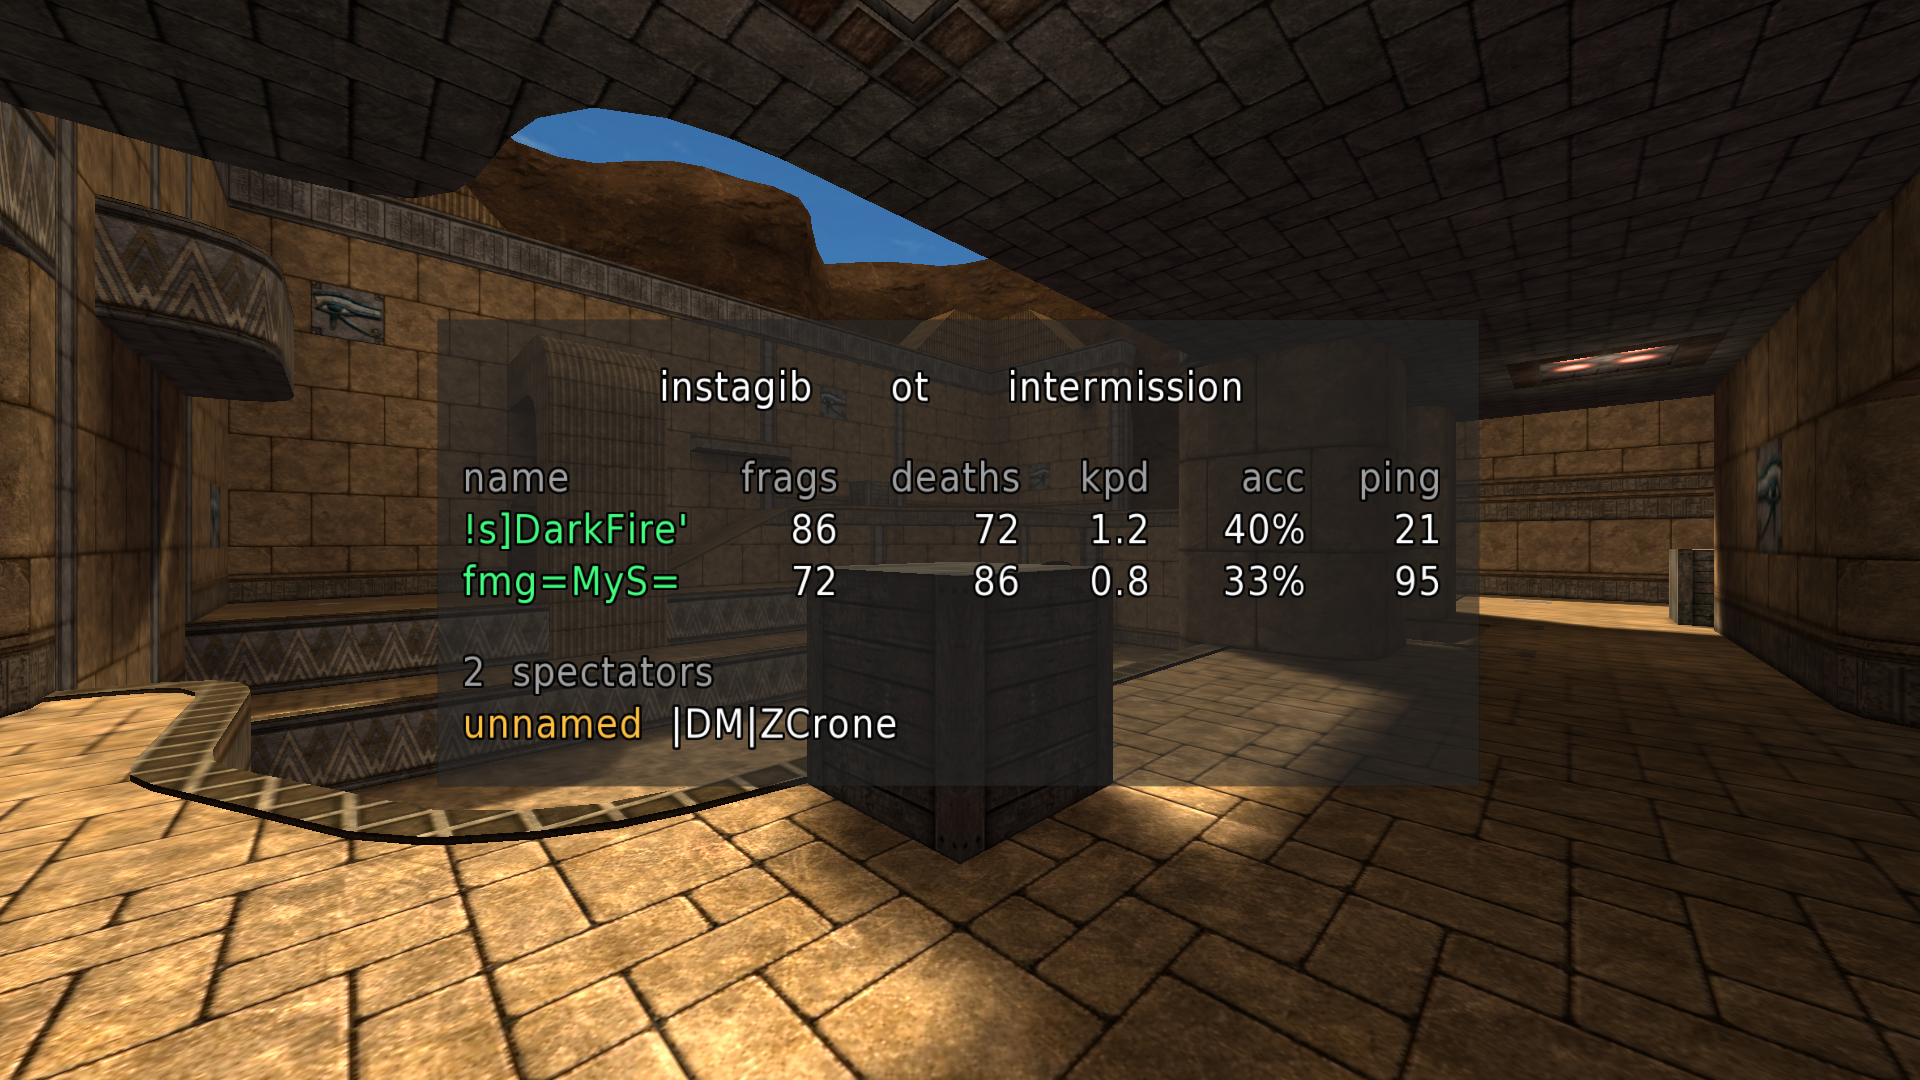 instagib ot intermission
name frags deaths kpd acc ping
!s]DarkFire' 86 72 1.2 40% 21
fmg=MyS= 72 86 0.8 33% 95
2 spectators
unnamed |DM|ZCrone